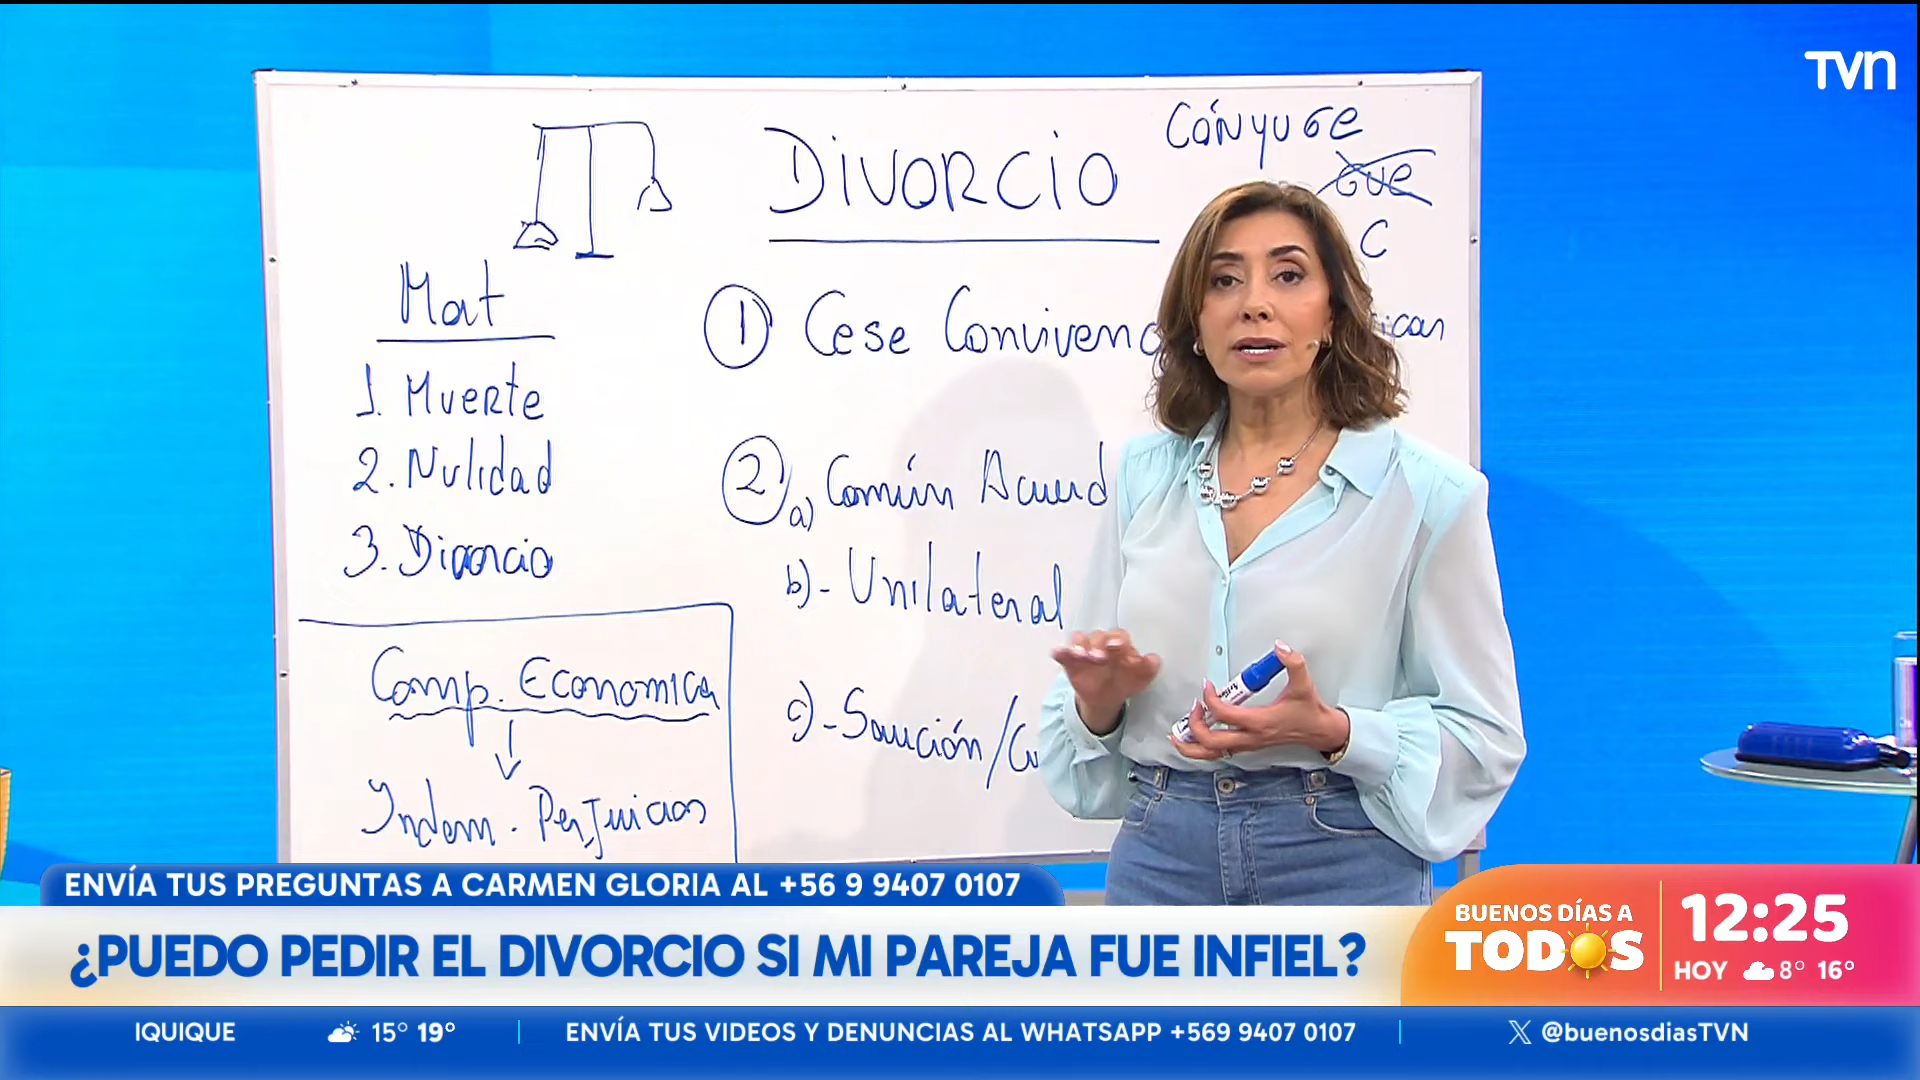 TVN
CÓNYUGE
GUE
C
DIVORCIO
Mat
1. MUERTE
2. Nulidad
3. Divorcio
1 Cese Convivenc
2 a) Común Acuerd
b) - Unilateral
c) - Sanción/Cu
Comp. ECONOMICA
Indem. Perjuicios
ENVÍA TUS PREGUNTAS A CARMEN GLORIA AL +56 9 9407 0107
¿PUEDO PEDIR EL DIVORCIO SI MI PAREJA FUE INFIEL?
BUENOS DÍAS A
TODOS
12:25
HOY 8° 16°
IQUIQUE 15° 19° ENVÍA TUS VIDEOS Y DENUNCIAS AL WHATSAPP +569 9407 0107 X @buenosdiasTVN